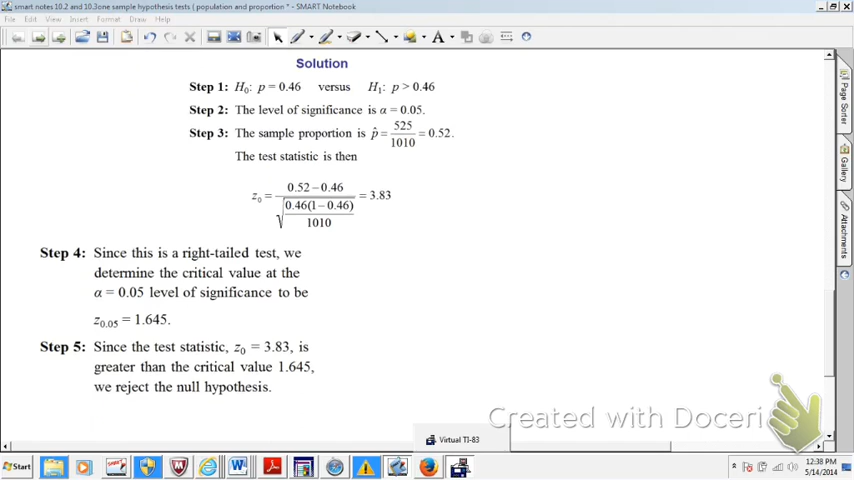 smart notes 10.2 and 10.3one sample hypothesis tests ( population and proportion * - SMART Notebook
File Edit View Insert Format Draw Help
Solution
Step 1: H₀: p = 0.46 versus H₁: p > 0.46
Step 2: The level of significance is α = 0.05.
Step 3: The sample proportion is p̂ = 525/1010 = 0.52.
The test statistic is then
z₀ = (0.52 – 0.46) / √(0.46(1 – 0.46)/1010) = 3.83
Step 4: Since this is a right-tailed test, we
determine the critical value at the
α = 0.05 level of significance to be
z₀.₀₅ = 1.645.
Step 5: Since the test statistic, z₀ = 3.83, is
greater than the critical value 1.645,
we reject the null hypothesis.
Page Sorter
Gallery
Attachments
Created with Doceri
Virtual TI-83
Start
12:38 PM
5/14/2014